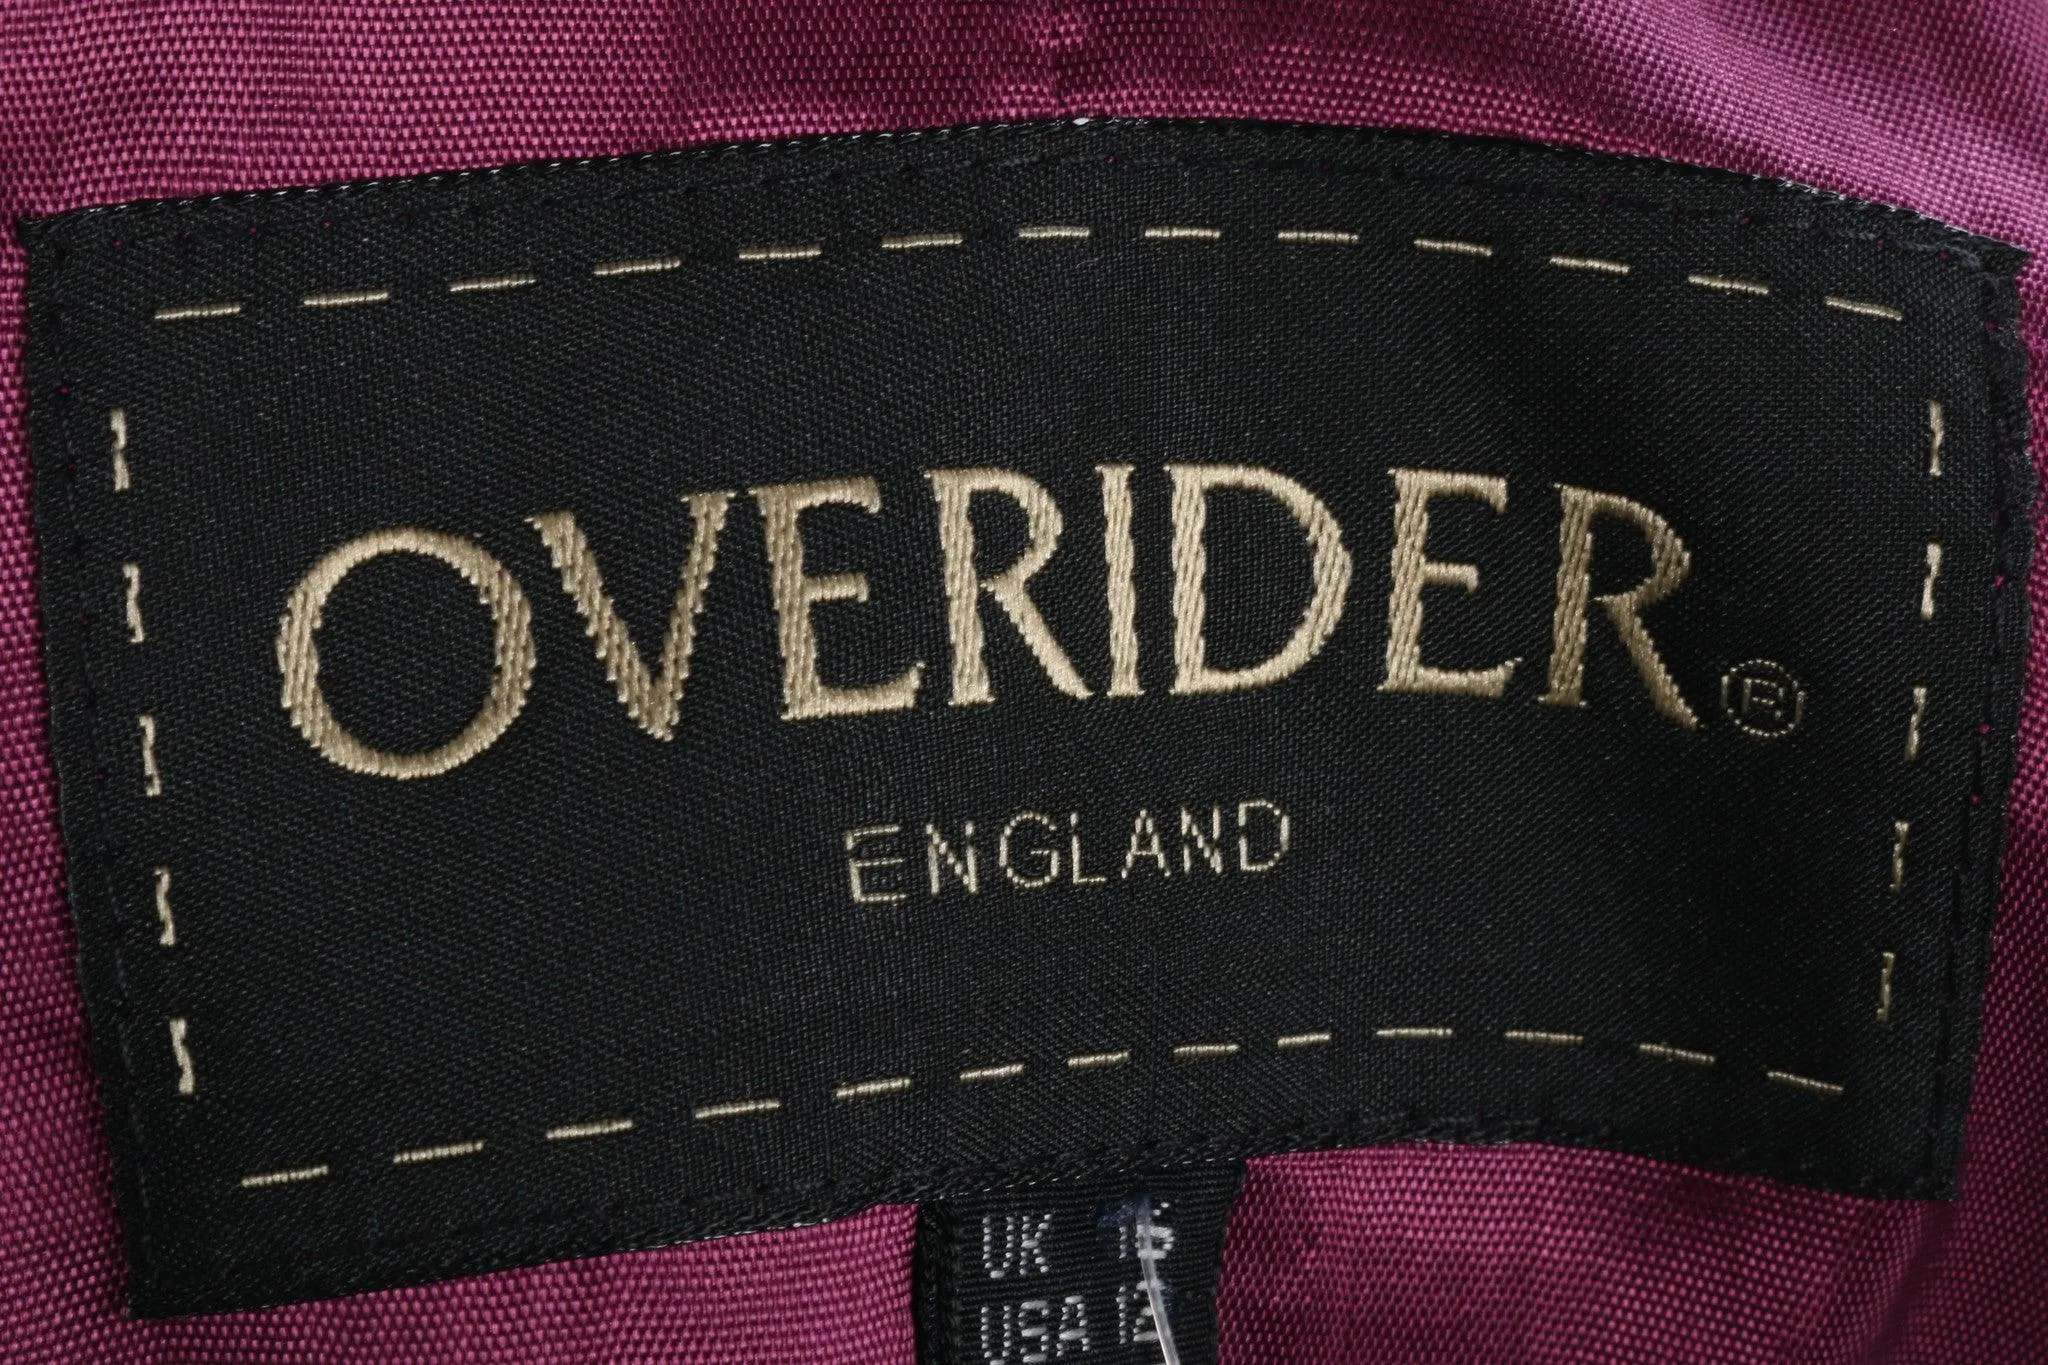 OVERIDER®
ENGLAND
UK 16
USA 12